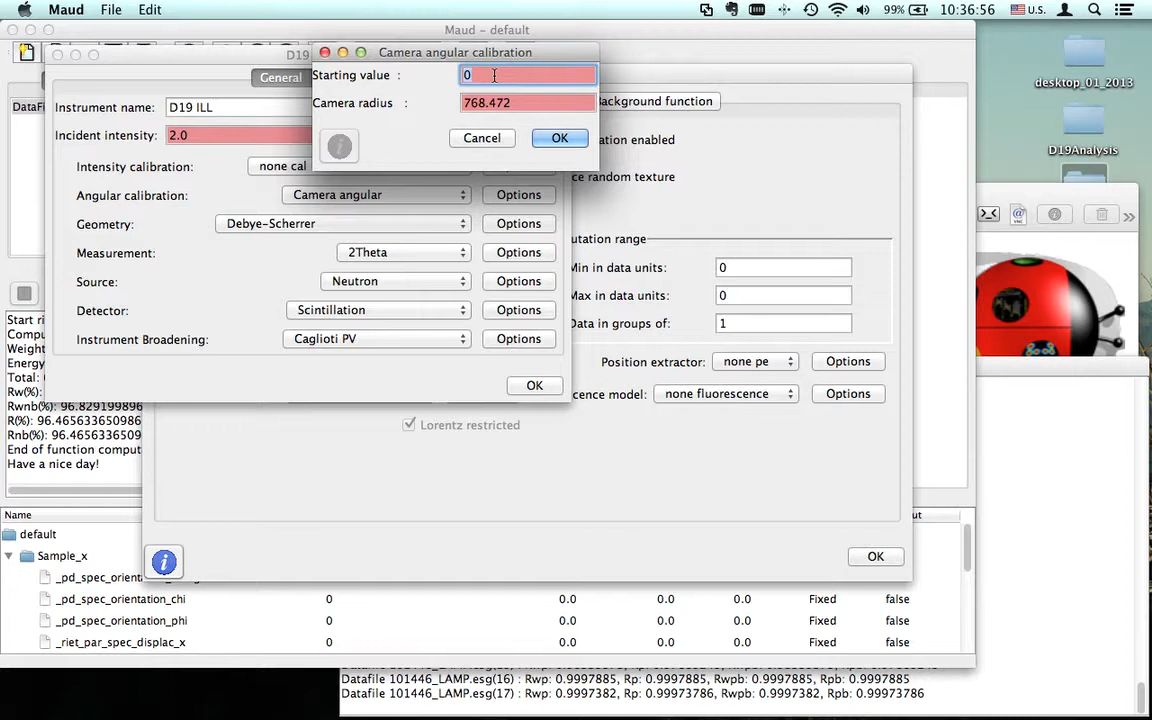 Maud File Edit 99% 10:36:56 U.S.
Maud - default
D19
Camera angular calibration
desktop_01_2013
D19Analysis
DataFi
General
Starting value : 0
Camera radius : 768.472
Cancel OK
Background function
Instrument name: D19 ILL
Incident intensity: 2.0
Intensity calibration: none cal
Angular calibration: Camera angular Options
Geometry: Debye-Scherrer Options
Measurement: 2Theta Options
Source: Neutron Options
Detector: Scintillation Options
Instrument Broadening: Caglioti PV Options
OK
ation enabled
ce random texture
utation range
Min in data units: 0
Max in data units: 0
Data in groups of: 1
Position extractor: none pe Options
cence model: none fluorescence Options
Lorentz restricted
OK
Start ri
Compu
Weight
Energy
Total: 
Rw(%):
Rwnb(%): 96.829199896
R(%): 96.465633650986
Rnb(%): 96.4656336509
End of function comput
Have a nice day!
Name ut
default
Sample_x
_pd_spec_orientation_
_pd_spec_orientation_chi 0 0.0 0.0 0.0 Fixed false
_pd_spec_orientation_phi 0 0.0 0.0 0.0 Fixed false
_riet_par_spec_displac_x 0 0.0 0.0 0.0 Fixed false
Datafile 101446_LAMP.esg(16) : Rwp: 0.9997885, Rp: 0.9997885, Rwpb: 0.9997885, Rpb: 0.9997885
Datafile 101446_LAMP.esg(17) : Rwp: 0.9997382, Rp: 0.99973786, Rwpb: 0.9997382, Rpb: 0.99973786